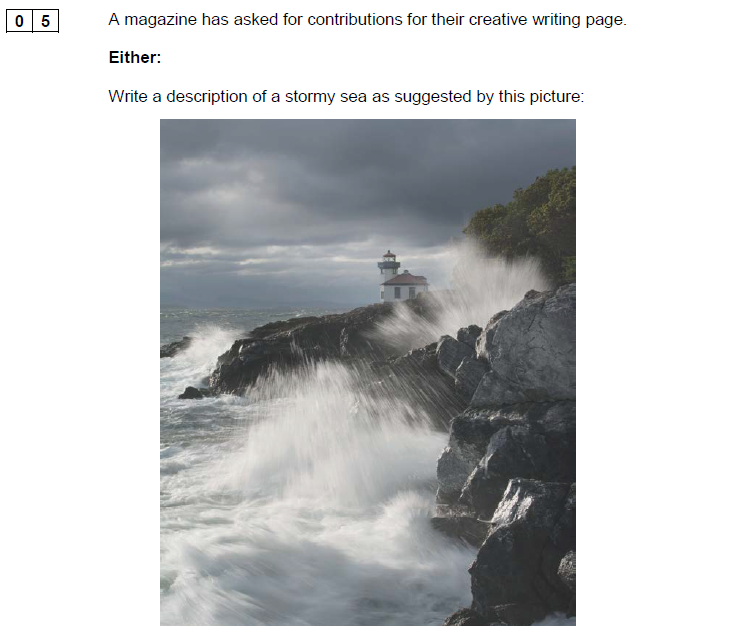 0 5 A magazine has asked for contributions for their creative writing page.
Either:
Write a description of a stormy sea as suggested by this picture: